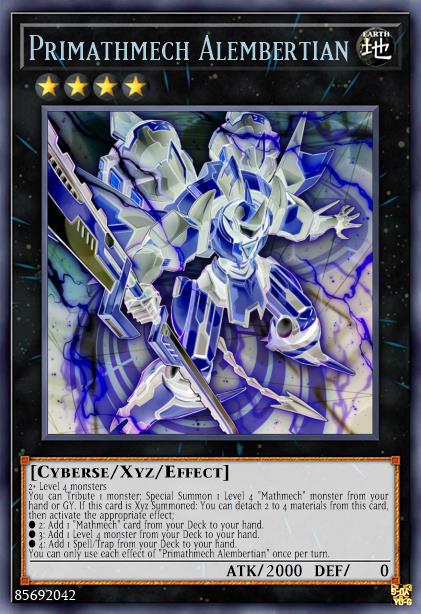 PRIMATHMECH ALEMBERTIAN
EARTH
地
[CYBERSE/XYZ/EFFECT]
2+ Level 4 monsters
You can Tribute 1 monster; Special Summon 1 Level 4 "Mathmech" monster from your
hand or GY. If this card is Xyz Summoned: You can detach 2 to 4 materials from this card,
then activate the appropriate effect;
● 2: Add 1 "Mathmech" card from your Deck to your hand.
● 3: Add 1 Level 4 monster from your Deck to your hand.
● 4: Add 1 Spell/Trap from your Deck to your hand.
You can only use each effect of "Primathmech Alembertian" once per turn.
ATK/2000 DEF/ 0
85692042